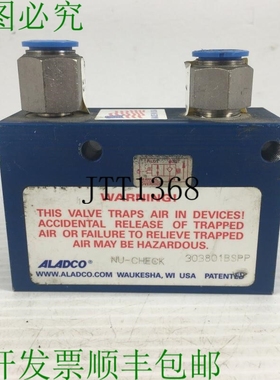 图必究
JTT1368
WARNING!
THIS VALVE TRAPS AIR IN DEVICES!
ACCIDENTAL RELEASE OF TRAPPED
AIR OR FAILURE TO RELIEVE TRAPPED
AIR MAY BE HAZARDOUS.
ALADCO® NU-CHECK 303801BSPP
WWW.ALADCO.COM WAUKESHA, WI USA PATENTED
开发票顺丰包邮